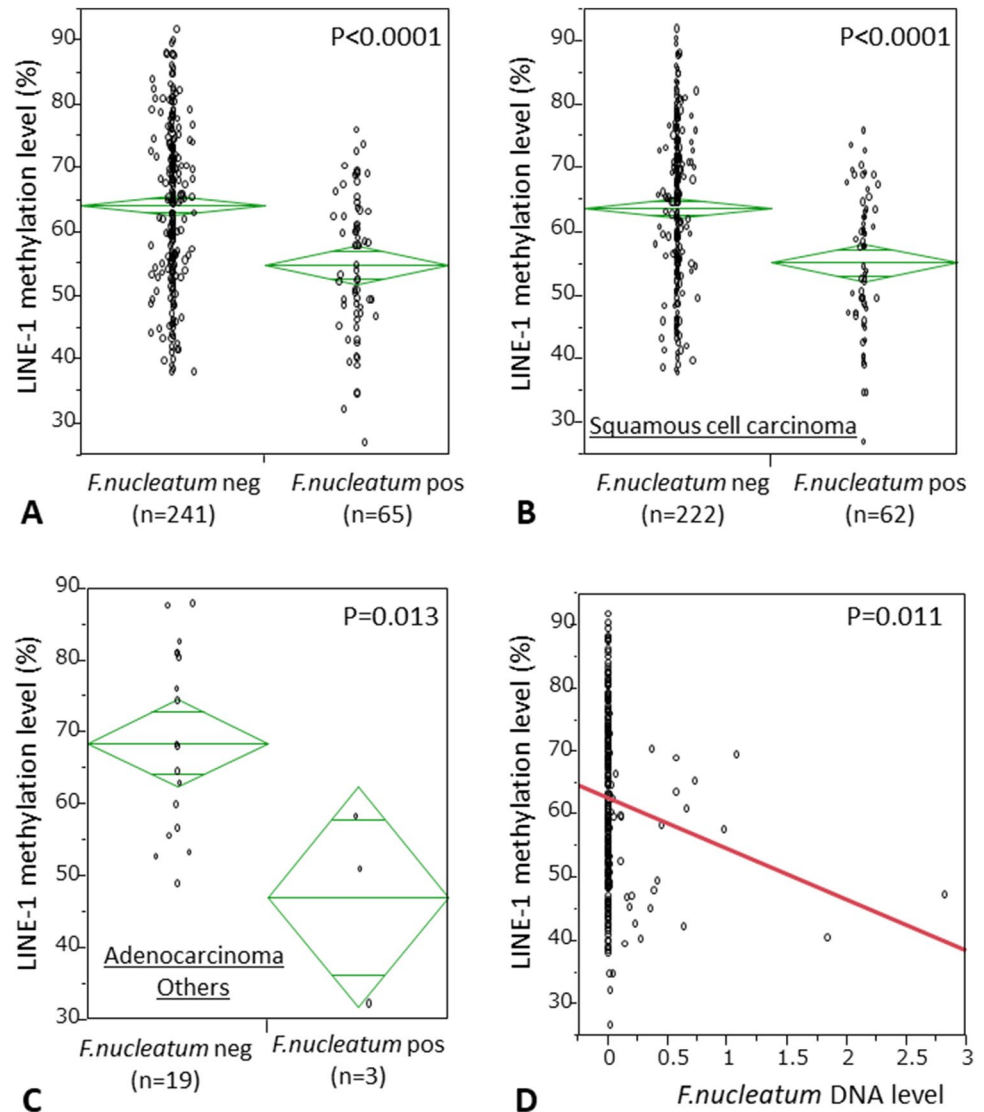 P<0.0001
LINE-1 methylation level (%)
90
80
70
60
50
40
30
F.nucleatum neg F.nucleatum pos
(n=241) (n=65)
A
P<0.0001
LINE-1 methylation level (%)
90
80
70
60
50
40
30
Squamous cell carcinoma
F.nucleatum neg F.nucleatum pos
(n=222) (n=62)
B
P=0.013
LINE-1 methylation level (%)
90
80
70
60
50
40
30
Adenocarcinoma
Others
F.nucleatum neg F.nucleatum pos
(n=19) (n=3)
C
P=0.011
LINE-1 methylation level (%)
90
80
70
60
50
40
30
0 0.5 1 1.5 2 2.5 3
F.nucleatum DNA level
D